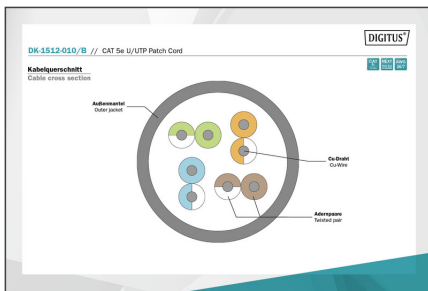 DIGITUS®
DK-1512-010/B // CAT 5e U/UTP Patch Cord
Kabelquerschnitt
Cable cross section
Außenmantel
Outer jacket
Cu-Draht
Cu-Wire
Adernpaare
Twisted pair